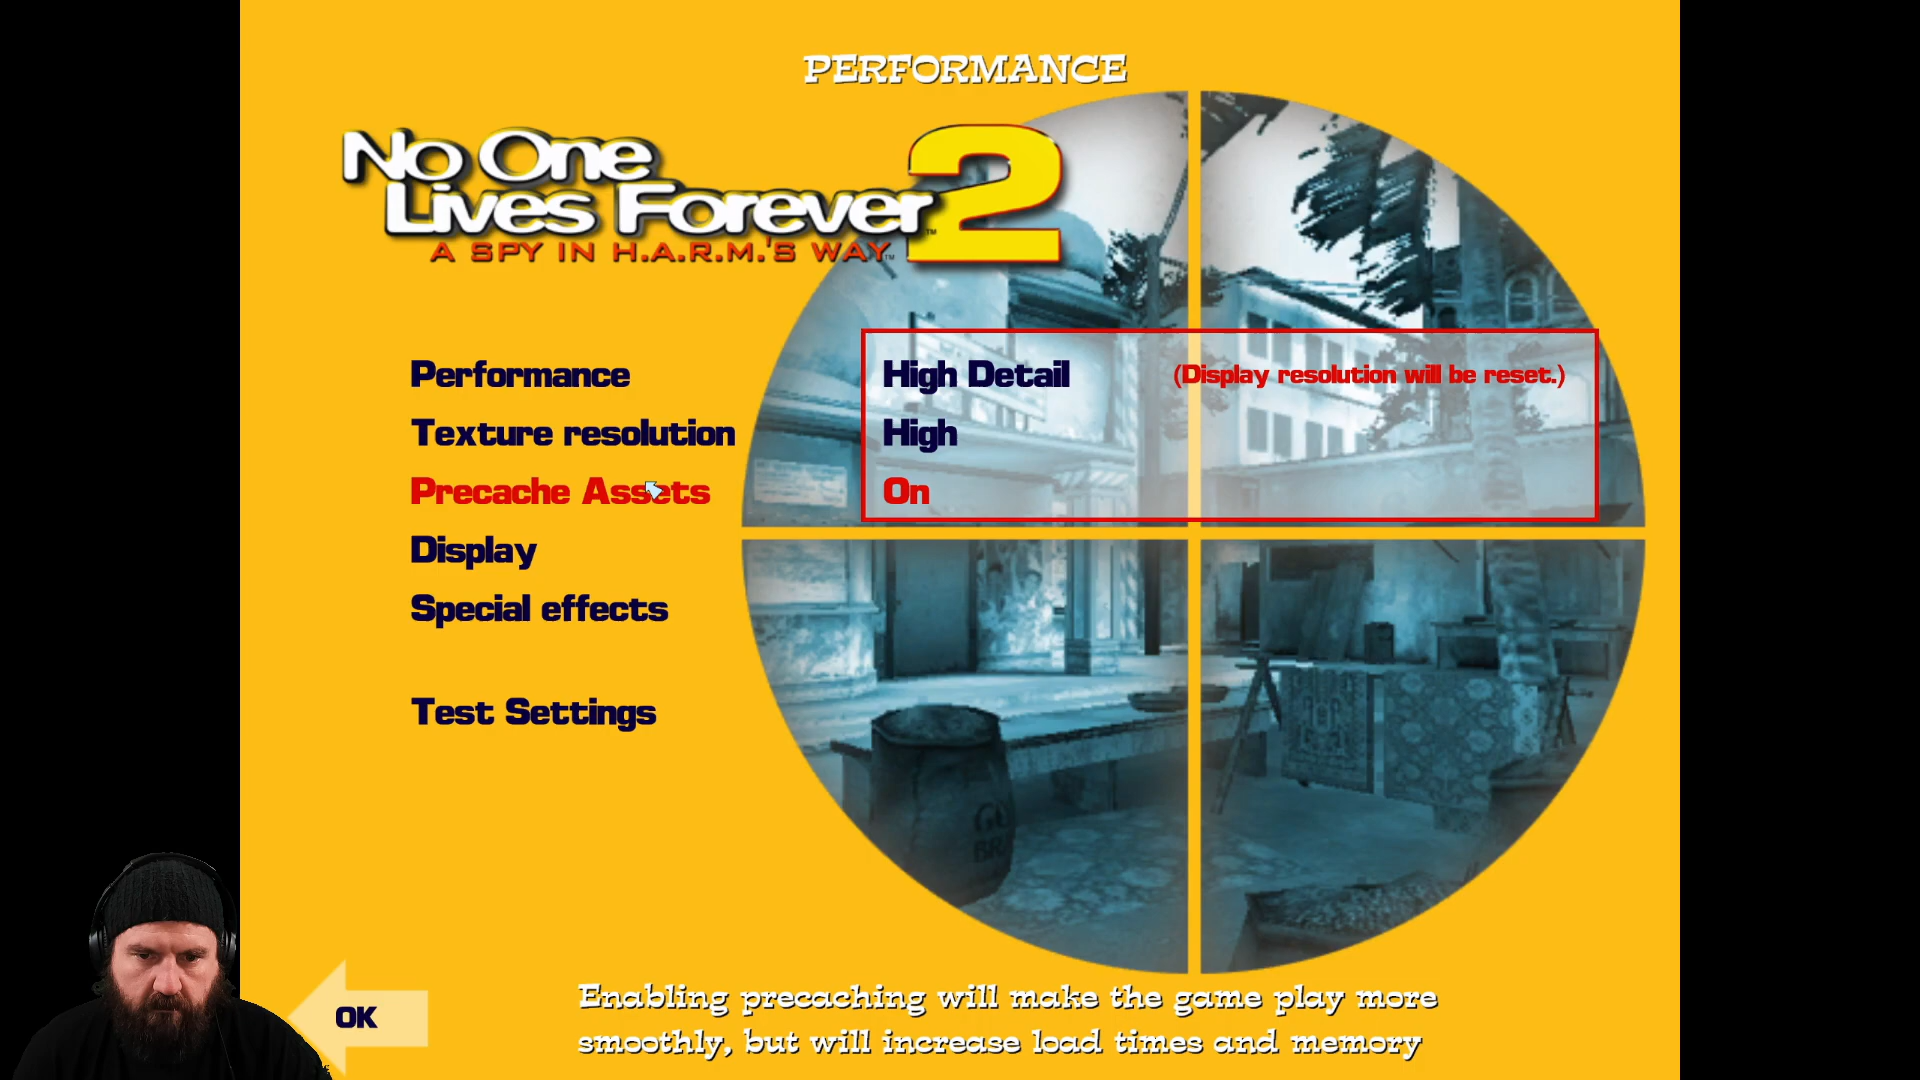 PERFORMANCE
No One
Lives Forever 2™
A SPY IN H.A.R.M.'S WAY™
Performance High Detail (Display resolution will be reset.)
Texture resolution High
Precache Assets On
Display
Special effects
Test Settings
OK
Enabling precaching will make the game play more
smoothly, but will increase load times and memory